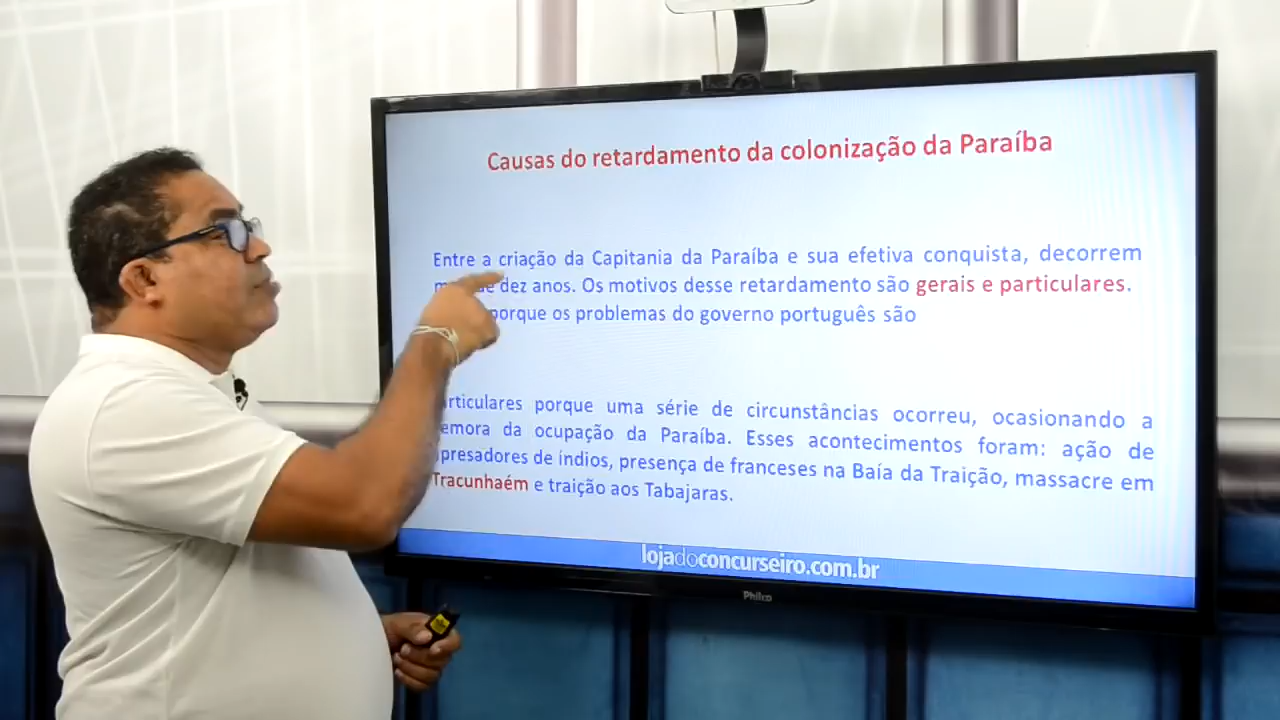 Causas do retardamento da colonização da Paraíba
Entre a criação da Capitania da Paraíba e sua efetiva conquista, decorrem
dez anos. Os motivos desse retardamento são gerais e particulares.
porque os problemas do governo português são
porque uma série de circunstâncias ocorreu, ocasionando a
da ocupação da Paraíba. Esses acontecimentos foram: ação de
de índios, presença de franceses na Baía da Traição, massacre em
Tracunhaém e traição aos Tabajaras.
lojadoconcurseiro.com.br
Philco